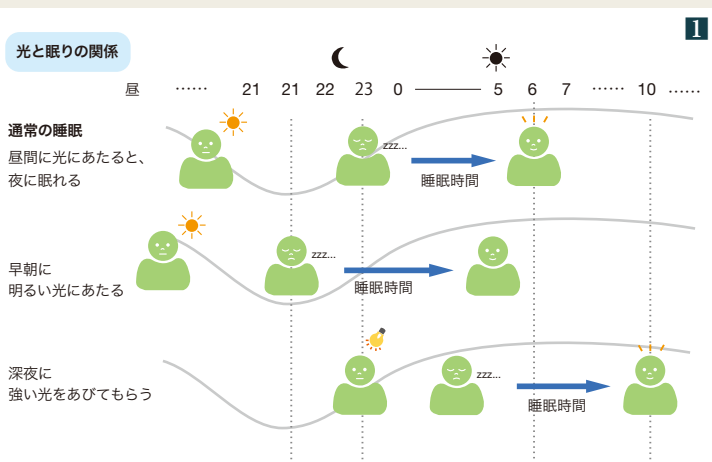 1
光と眠りの関係
昼 …… 21 21 22 23 0 5 6 7 …… 10 ……
通常の睡眠
昼間に光にあたると、
夜に眠れる
zzz...
睡眠時間
早朝に
明るい光にあたる
zzz...
睡眠時間
深夜に
強い光をあびてもらう
zzz...
睡眠時間